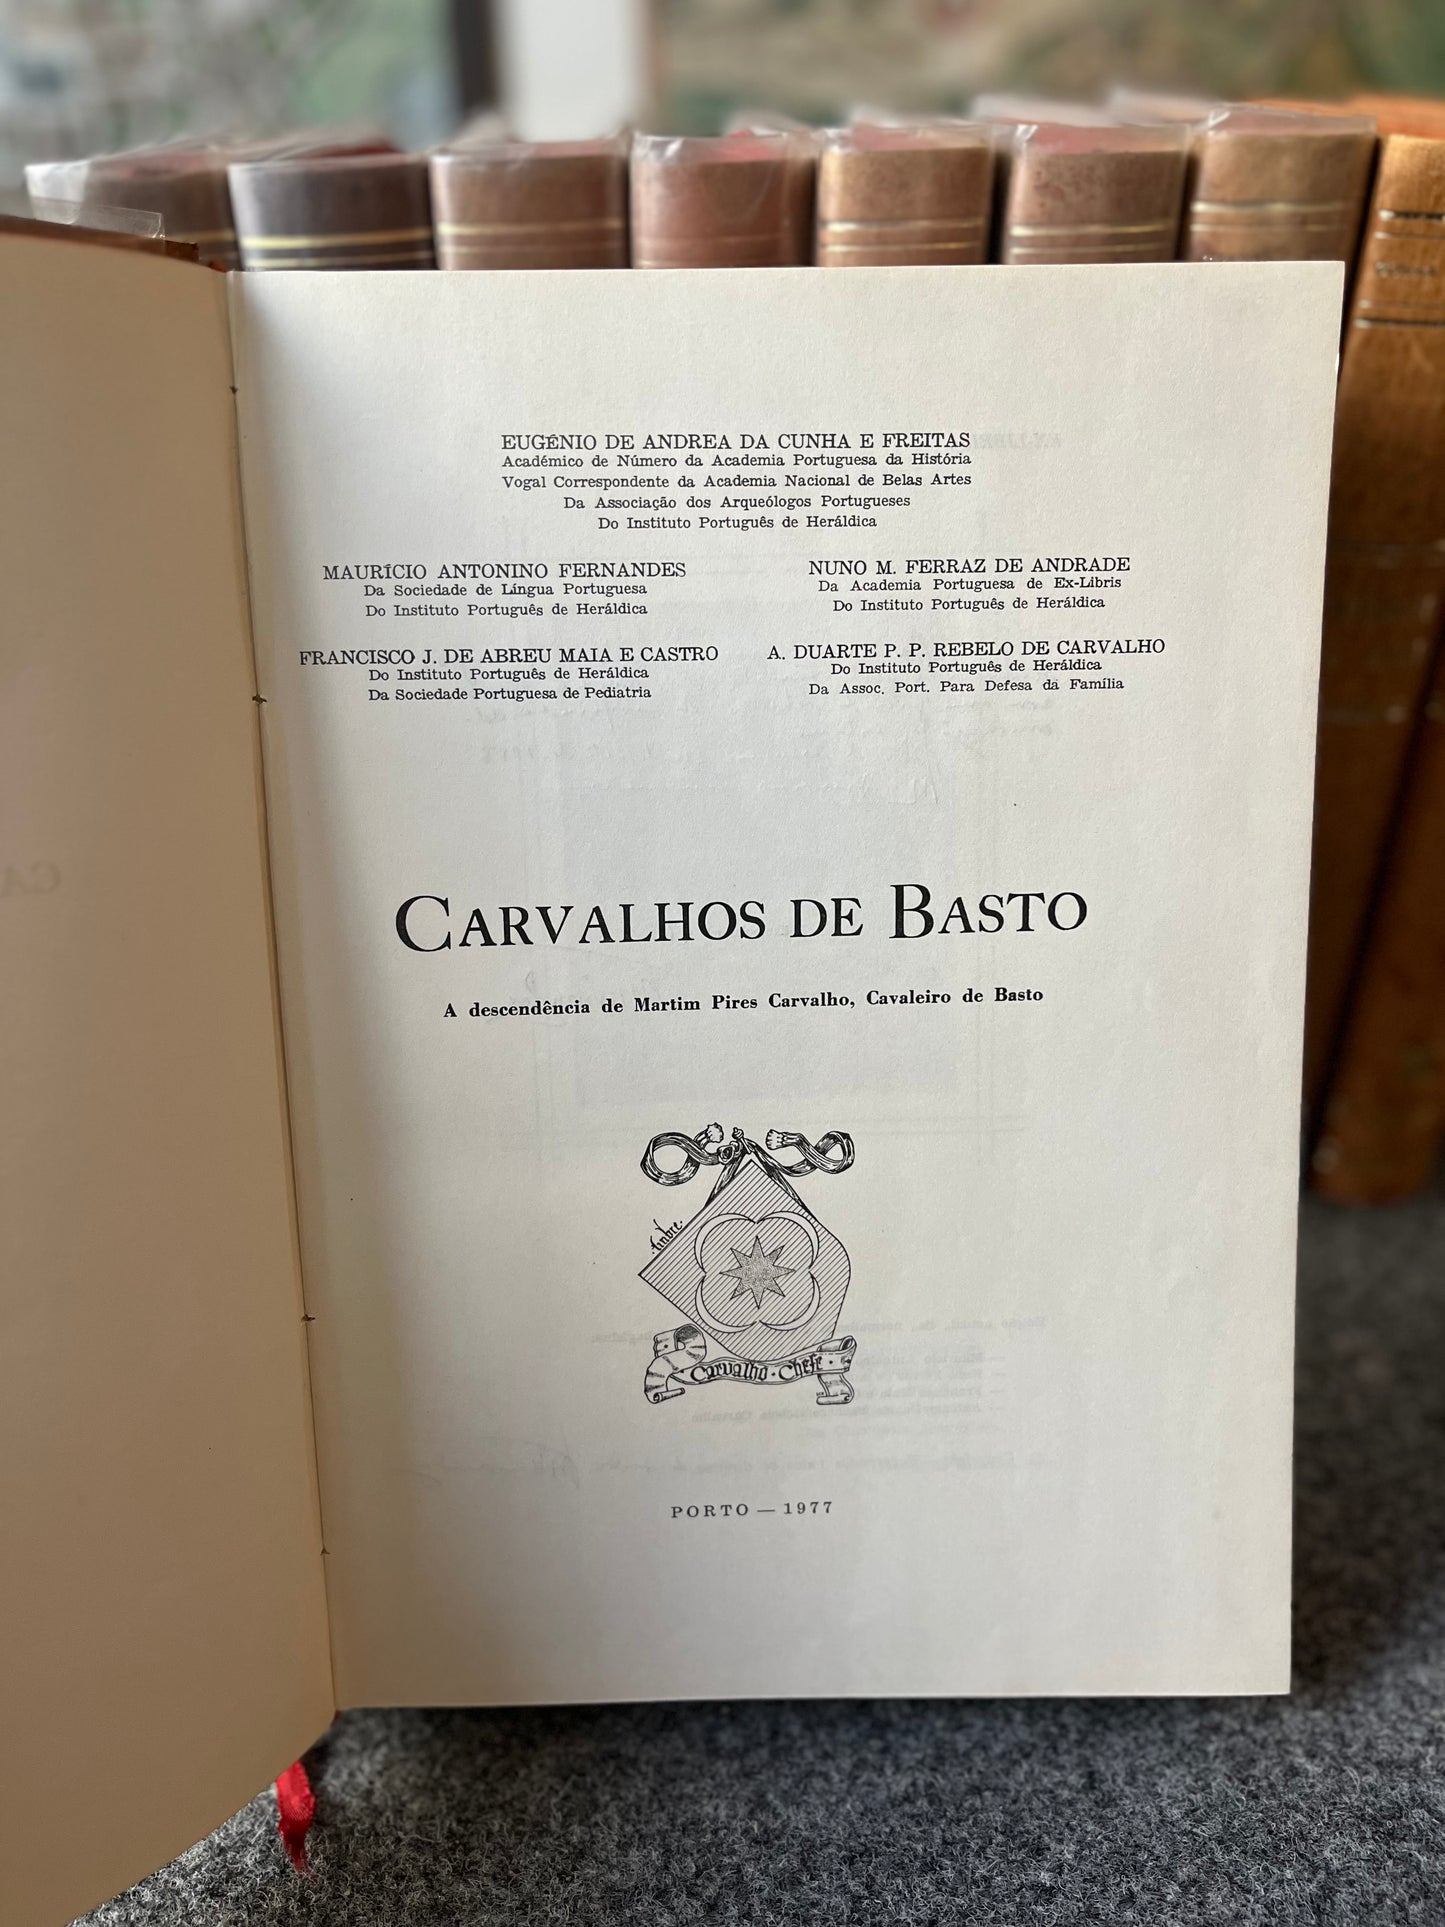 EUGÉNIO DE ANDREA DA CUNHA E FREITAS
Académico de Número da Academia Portuguesa da História
Vogal Correspondente da Academia Nacional de Belas Artes
Da Associação dos Arqueólogos Portugueses
Do Instituto Português de Heráldica
MAURÍCIO ANTONINO FERNANDES
Da Sociedade de Língua Portuguesa
Do Instituto Português de Heráldica
NUNO M. FERRAZ DE ANDRADE
Da Academia Portuguesa de Ex-Libris
Do Instituto Português de Heráldica
FRANCISCO J. DE ABREU MAIA E CASTRO
Do Instituto Português de Heráldica
Da Sociedade Portuguesa de Pediatria
A. DUARTE P. P. REBELO DE CARVALHO
Do Instituto Português de Heráldica
Da Assoc. Port. Para Defesa da Família
CARVALHOS DE BASTO
A descendência de Martim Pires Carvalho, Cavaleiro de Basto
timbre.
Carvalho · Chefe ·
PORTO — 1977